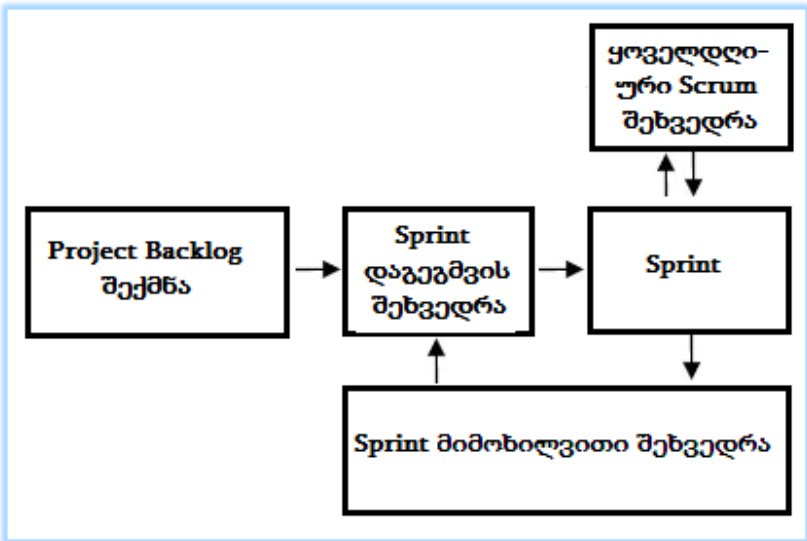 ყოველდღი-
ური Scrum
შეხვედრა
Project Backlog
შექმნა
Sprint
დაგეგმვის
შეხვედრა
Sprint
Sprint მიმოხილვითი შეხვედრა